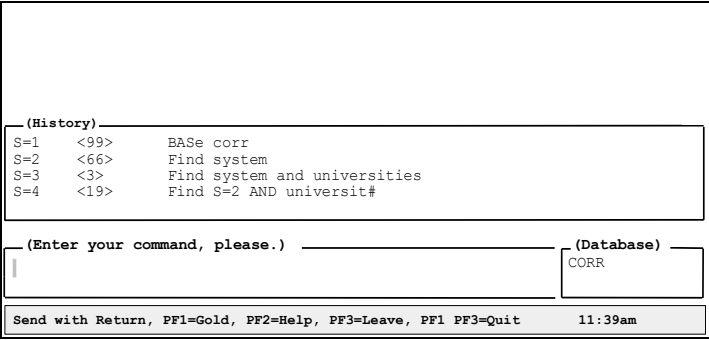 (History)
S=1 <99> BASe corr
S=2 <66> Find system
S=3 <3> Find system and universities
S=4 <19> Find S=2 AND universit#
(Enter your command, please.) (Database)
CORR
Send with Return, PF1=Gold, PF2=Help, PF3=Leave, PF1 PF3=Quit 11:39am